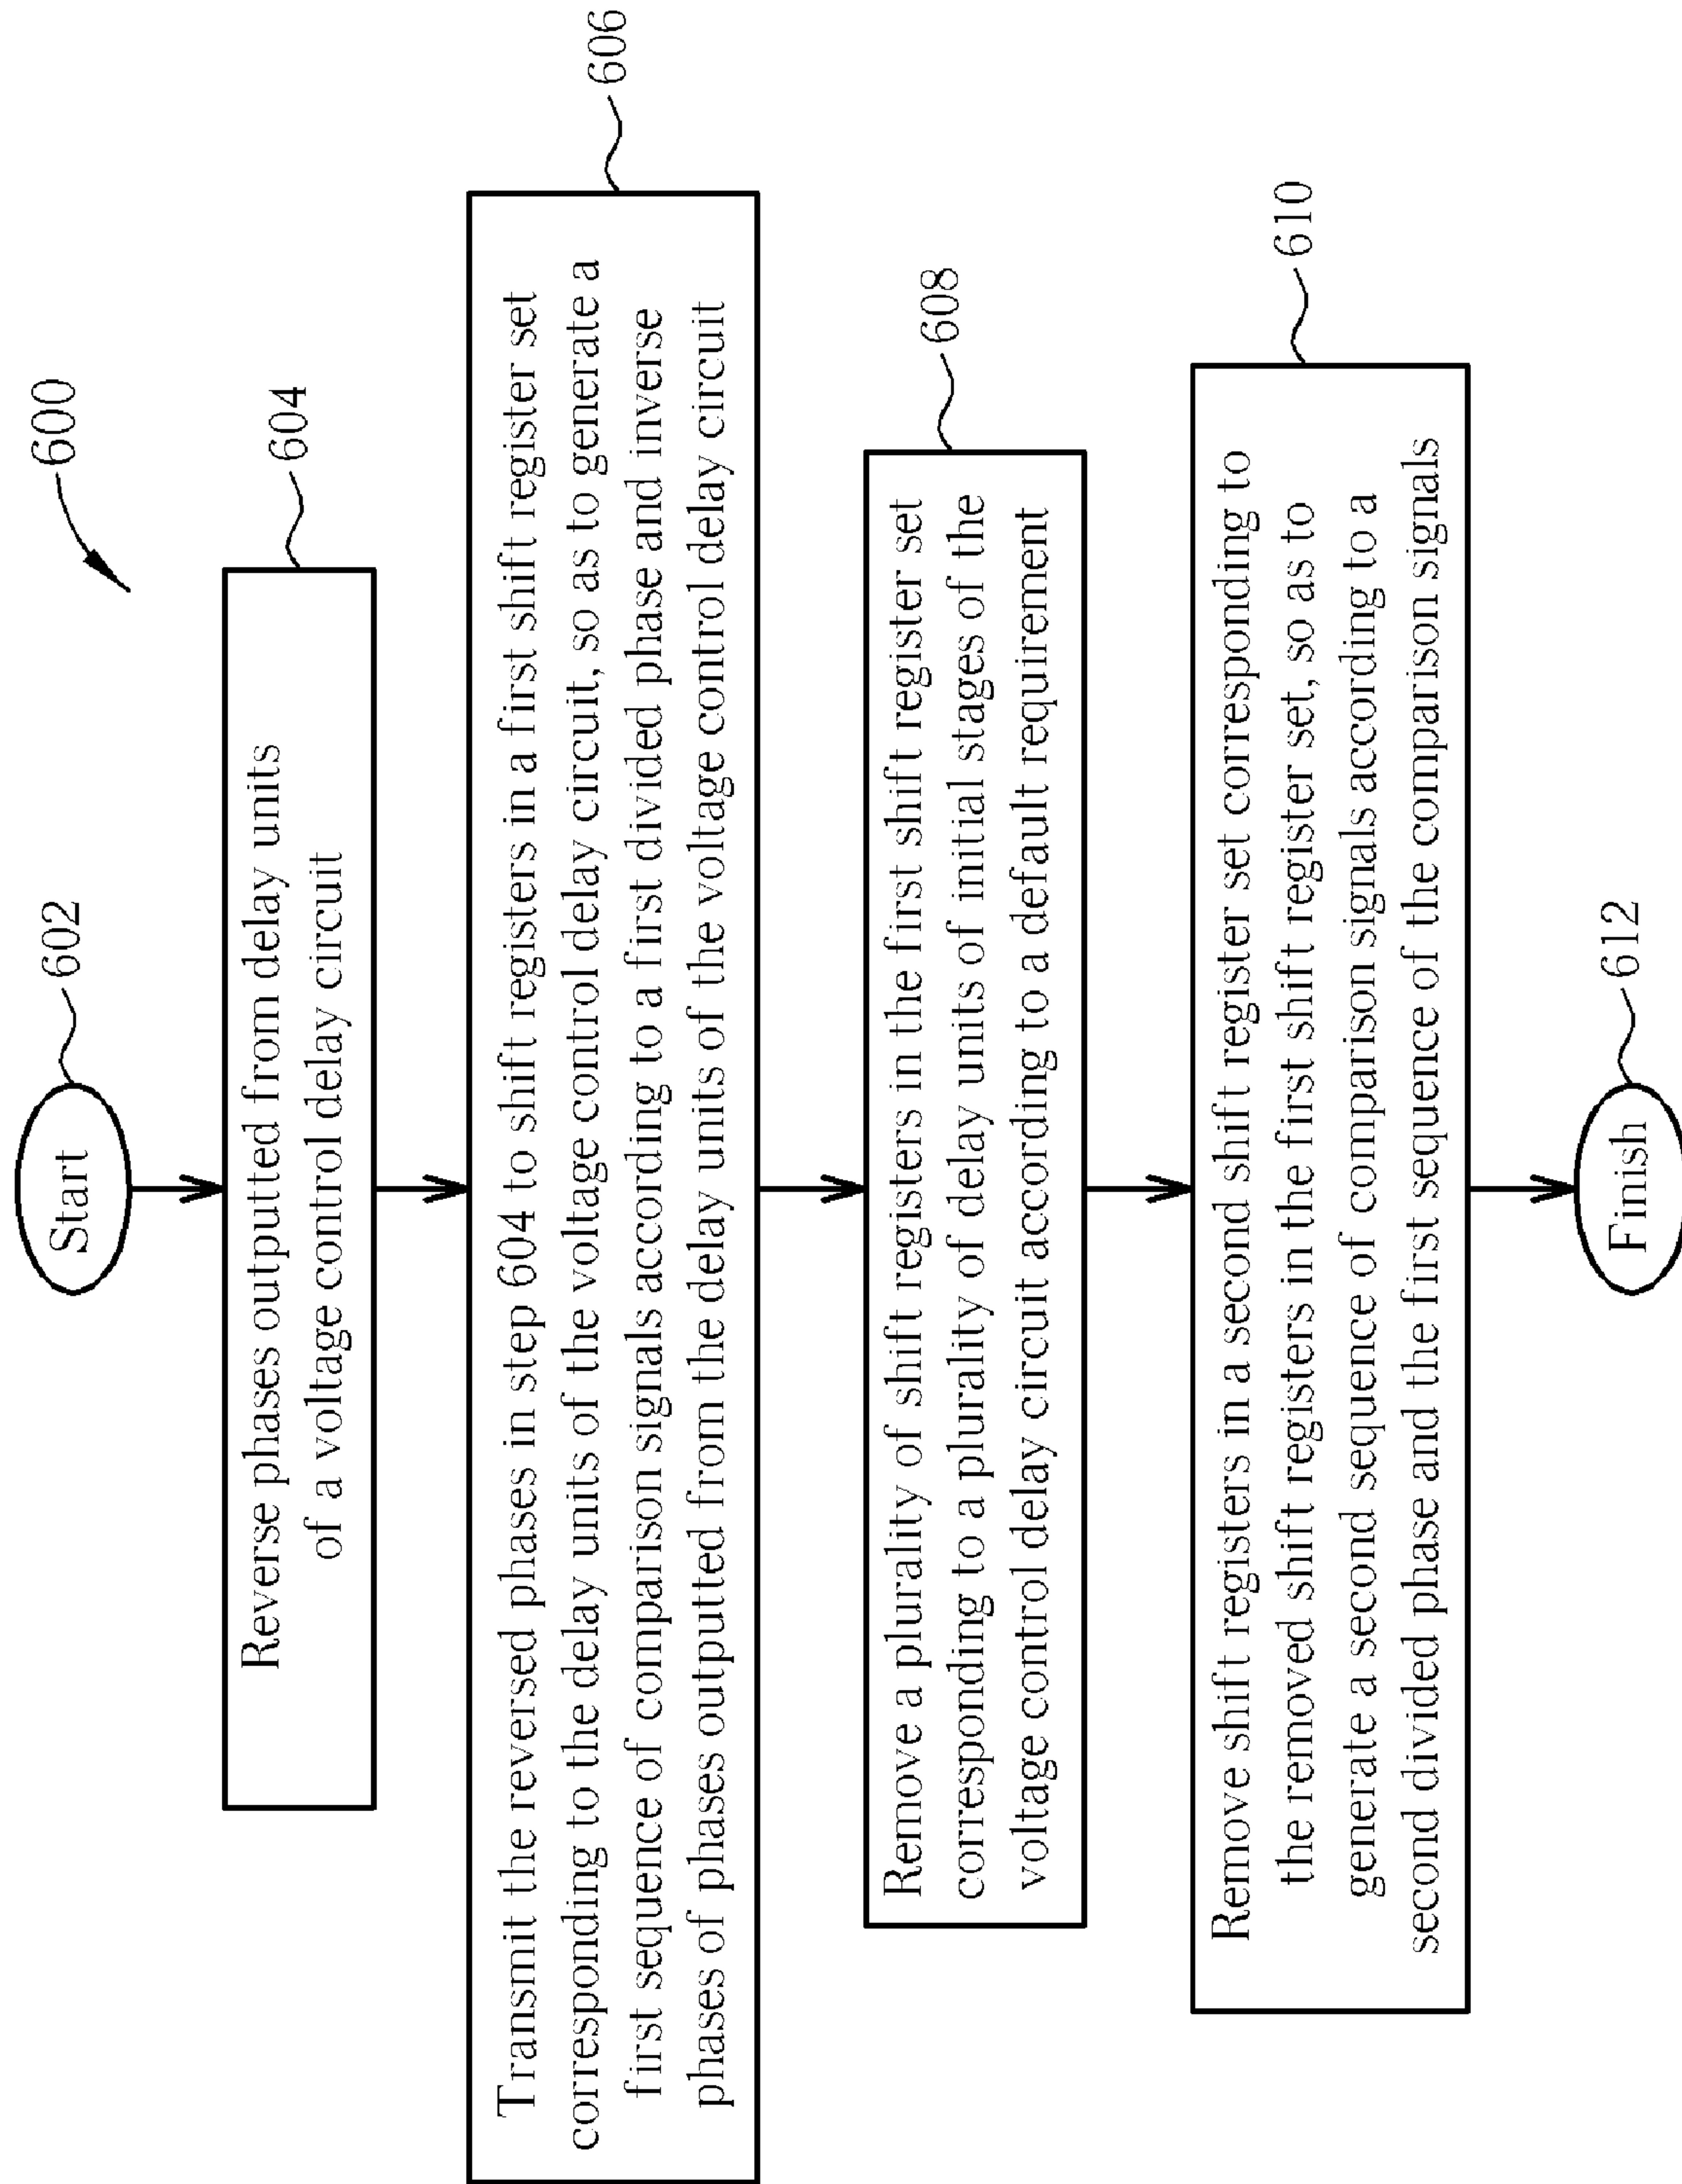 600
Start
602
Reverse phases outputted from delay units
of a voltage control delay circuit
604
Transmit the reversed phases in step 604 to shift registers in a first shift register set
corresponding to the delay units of the voltage control delay circuit, so as to generate a
first sequence of comparison signals according to a first divided phase and inverse
phases of phases outputted from the delay units of the voltage control delay circuit
606
Remove a plurality of shift registers in the first shift register set
corresponding to a plurality of delay units of initial stages of the
voltage control delay circuit according to a default requirement
608
Remove shift registers in a second shift register set corresponding to
the removed shift registers in the first shift register set, so as to
generate a second sequence of comparison signals according to a
second divided phase and the first sequence of the comparison signals
610
Finish
612